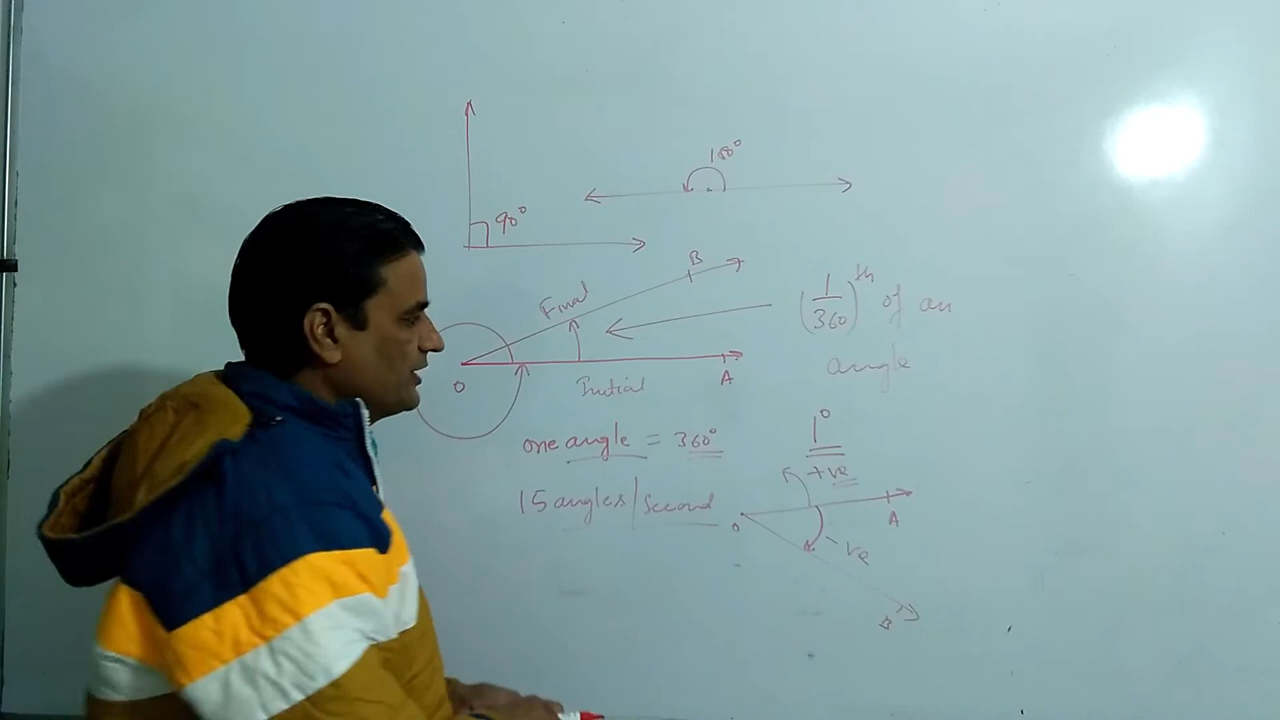 180°
90°
B
Final
(1/360)th of an
angle
O
A
Initial
1°
one angle = 360°
+ve
15 angles/second
O
A
-ve
B'